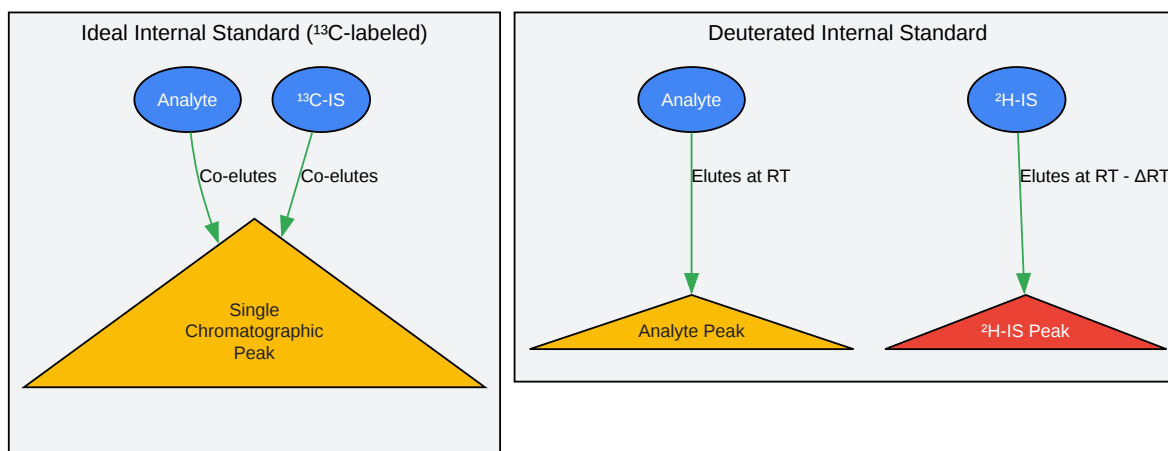 Ideal Internal Standard (¹³C-labeled)
Analyte
¹³C-IS
Co-elutes
Co-elutes
Single
Chromatographic
Peak
Deuterated Internal Standard
Analyte
²H-IS
Elutes at RT
Elutes at RT - ΔRT
Analyte Peak
²H-IS Peak